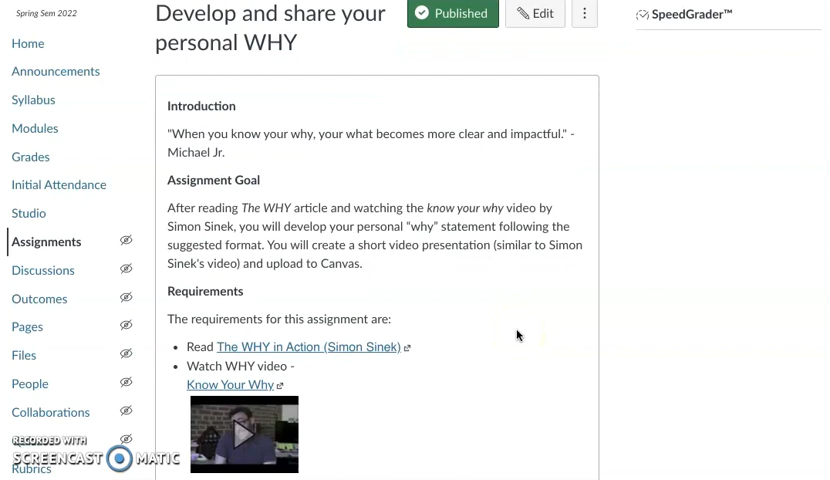 Spring Sem 2022
Home
Announcements
Syllabus
Modules
Grades
Initial Attendance
Studio
Assignments
Discussions
Outcomes
Pages
Files
People
Collaborations
RECORDED WITH
SCREENCAST MATIC
Rubrics
Develop and share your
personal WHY
Published
Edit
SpeedGrader™
Introduction
"When you know your why, your what becomes more clear and impactful." -
Michael Jr.
Assignment Goal
After reading The WHY article and watching the know your why video by
Simon Sinek, you will develop your personal "why" statement following the
suggested format. You will create a short video presentation (similar to Simon
Sinek's video) and upload to Canvas.
Requirements
The requirements for this assignment are:
• Read The WHY in Action (Simon Sinek)
• Watch WHY video -
Know Your Why